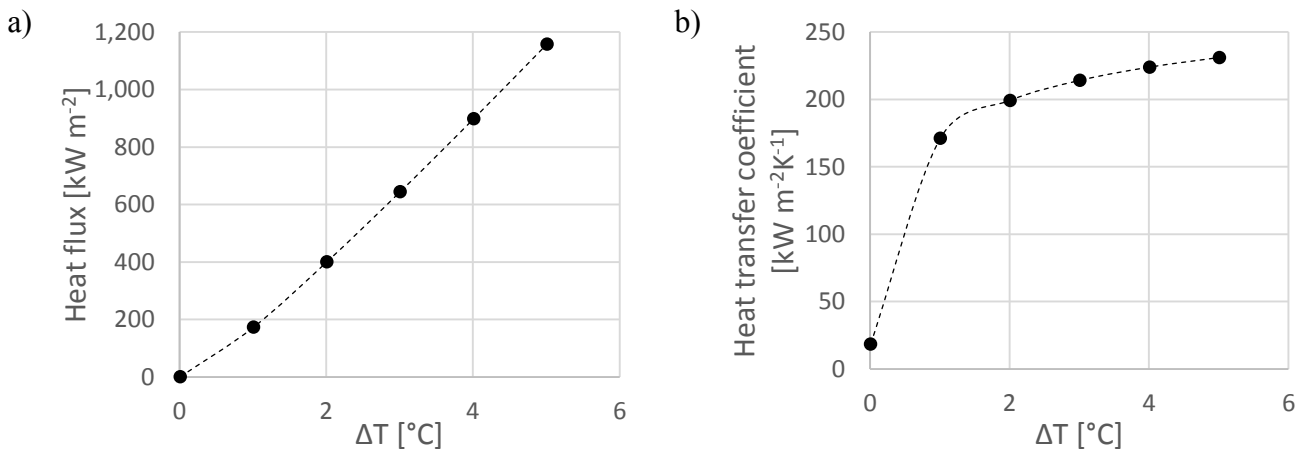 a)
Heat flux [kW m⁻²]
1,200
1,000
800
600
400
200
0
0 2 4 6
ΔT [°C]
b)
Heat transfer coefficient
[kW m⁻²K⁻¹]
250
200
150
100
50
0
0 2 4 6
ΔT [°C]